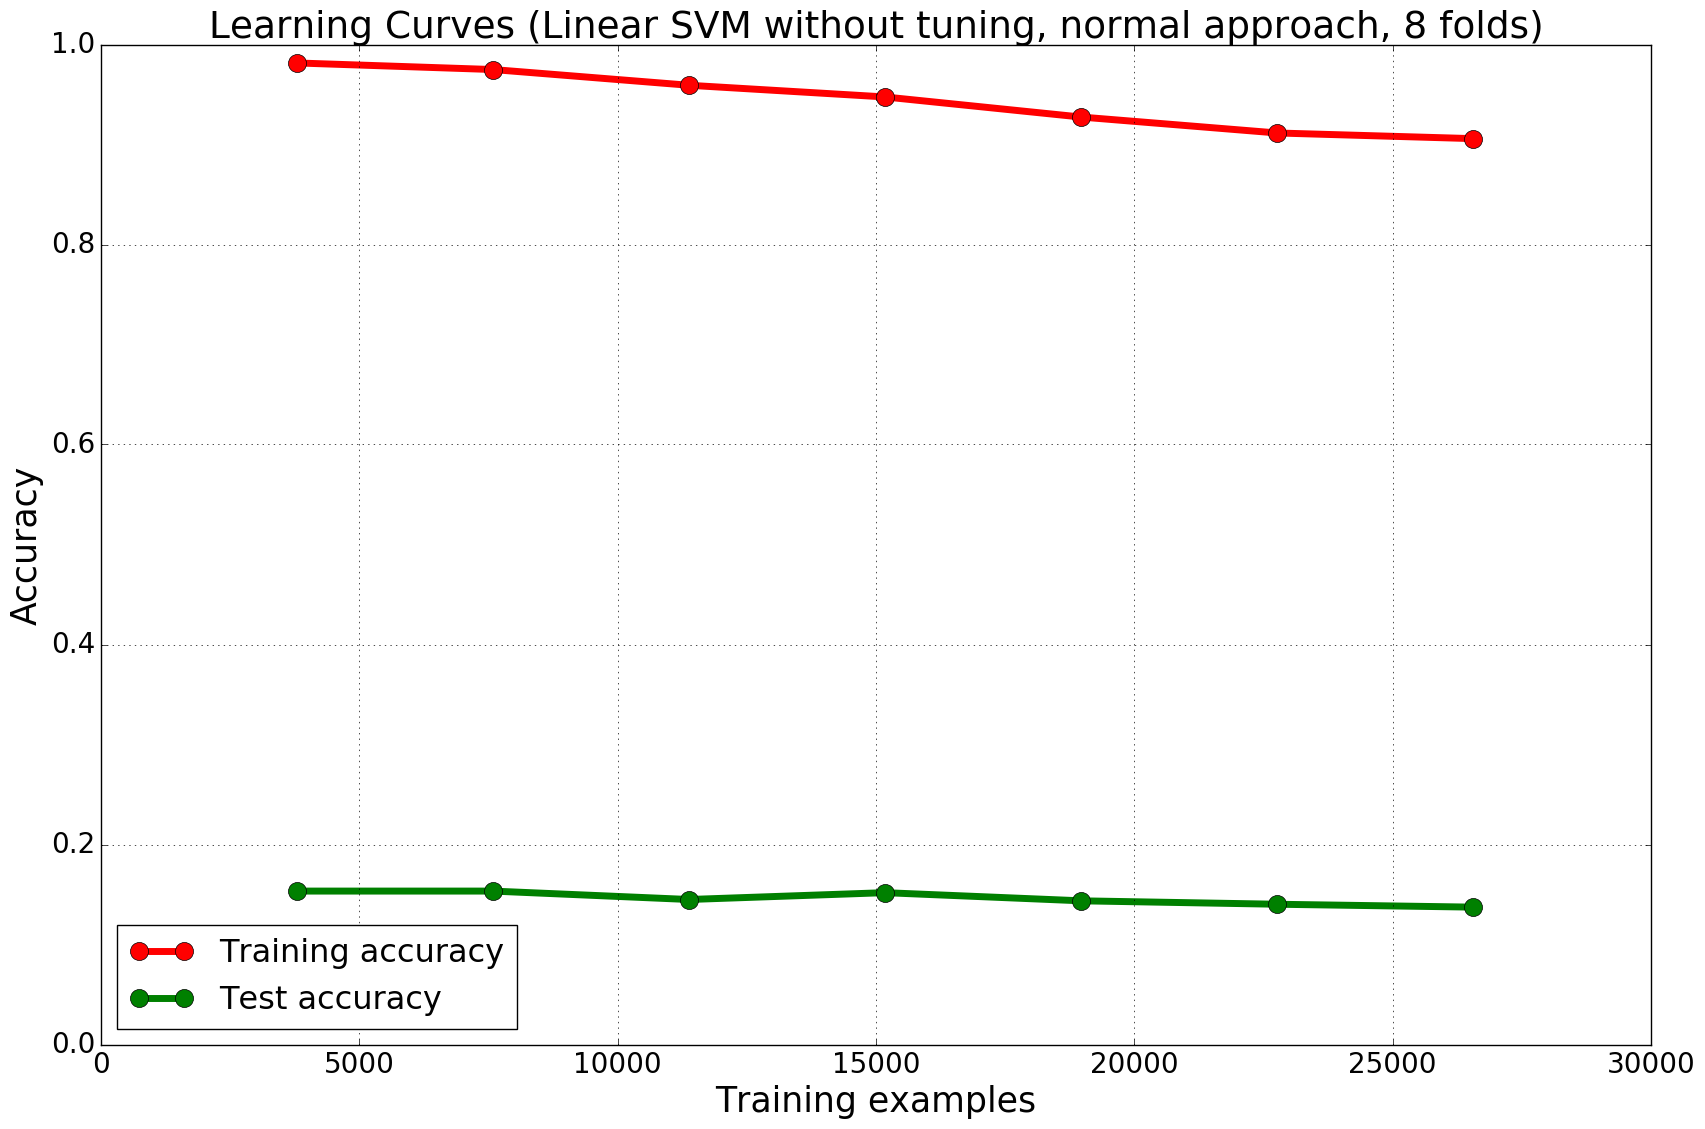 Learning Curves (Linear SVM without tuning, normal approach, 8 folds)
1.0
0.8
0.6
0.4
0.2
0.0
Accuracy
Training accuracy
Test accuracy
0 5000 10000 15000 20000 25000 30000
Training examples